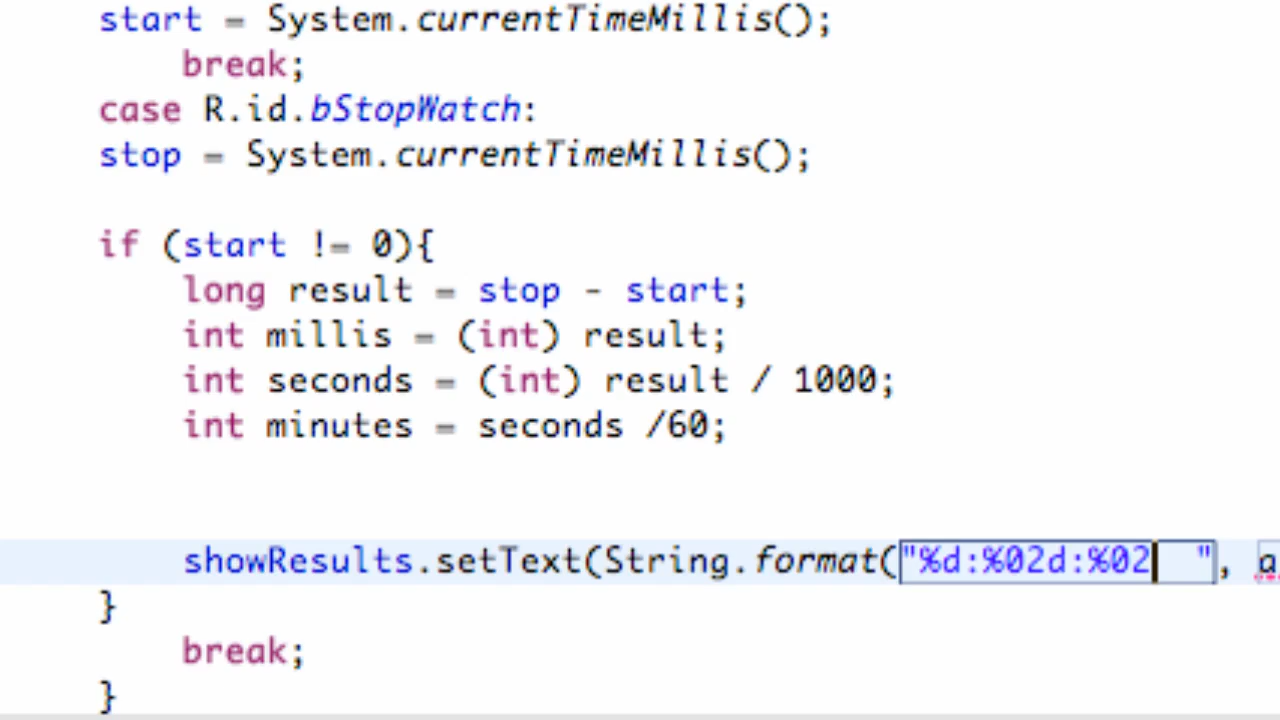 start = System.currentTimeMillis();
break;
case R.id.bStopWatch:
stop = System.currentTimeMillis();
if (start != 0){
long result = stop - start;
int millis = (int) result;
int seconds = (int) result / 1000;
int minutes = seconds /60;
showResults.setText(String.format("%d:%02d:%02  ", a
}
break;
}